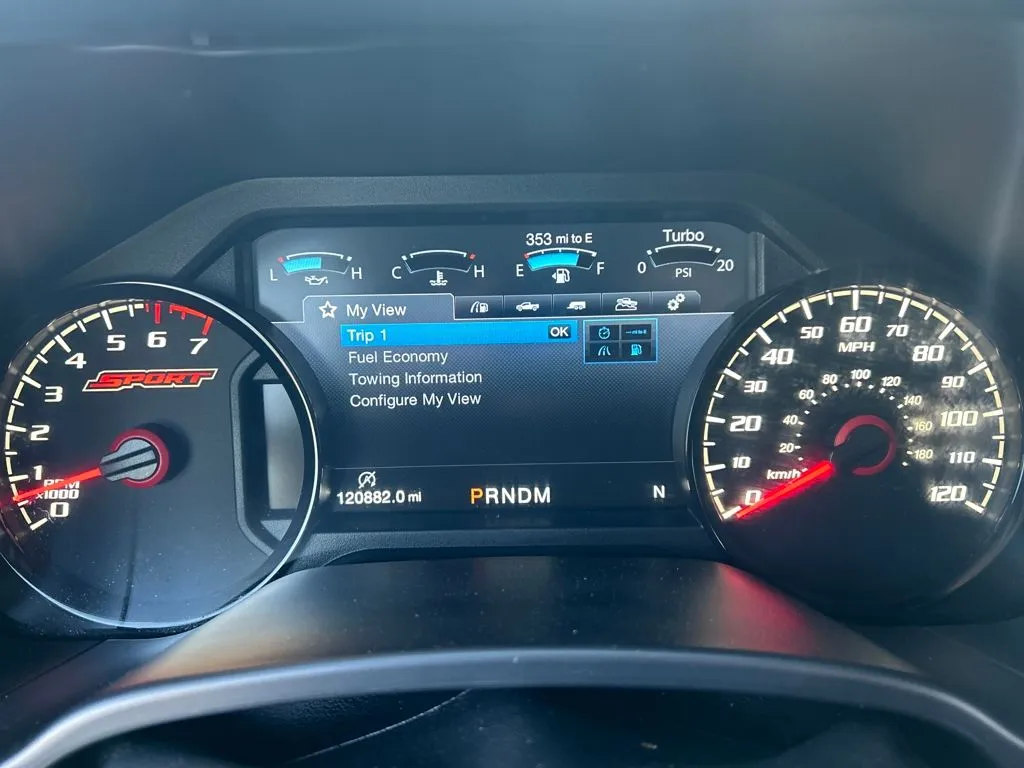 353 mi to E
Turbo
L H
C H
E F
0 PSI 20
My View
Trip 1 OK
Fuel Economy
Towing Information
Configure My View
120882.0 mi
PRNDM
N
SPORT
0 1 2 3 4 5 6 7
RPM
x1000
0 10 20 30 40 50 60 70 80 90 100 110 120
MPH
20 40 60 80 100 120 140 160 180
km/h